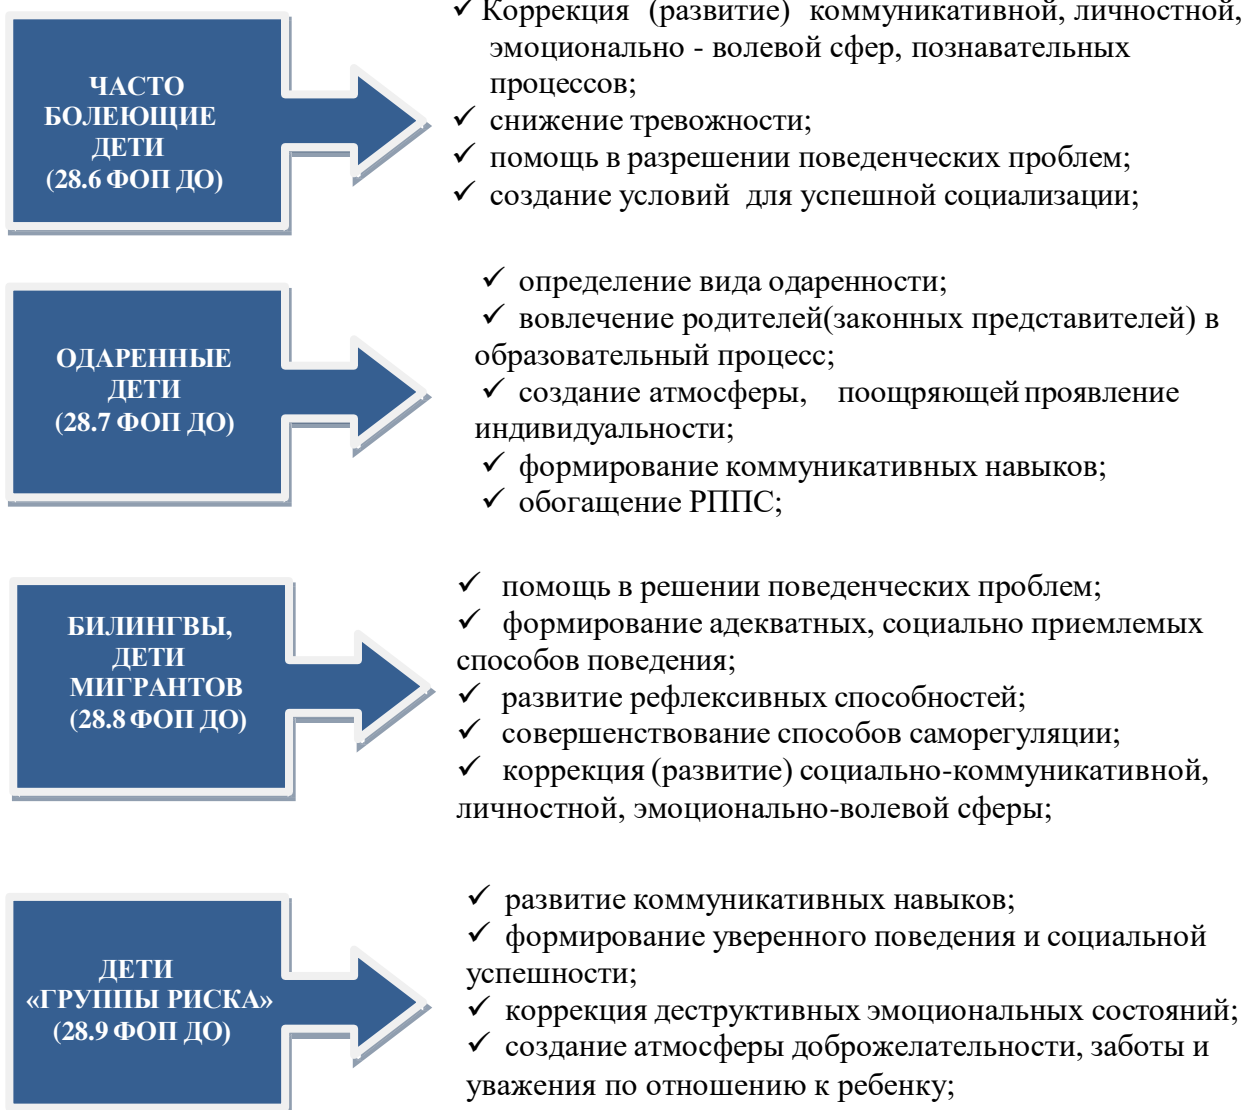 ЧАСТО
БОЛЕЮЩИЕ
ДЕТИ
(28.6 ФОП ДО)
✓ Коррекция (развитие) коммуникативной, личностной,
эмоционально - волевой сфер, познавательных
процессов;
✓ снижение тревожности;
✓ помощь в разрешении поведенческих проблем;
✓ создание условий для успешной социализации;
ОДАРЕННЫЕ
ДЕТИ
(28.7 ФОП ДО)
✓ определение вида одаренности;
✓ вовлечение родителей(законных представителей) в
образовательный процесс;
✓ создание атмосферы, поощряющей проявление
индивидуальности;
✓ формирование коммуникативных навыков;
✓ обогащение РППС;
БИЛИНГВЫ,
ДЕТИ
МИГРАНТОВ
(28.8 ФОП ДО)
✓ помощь в решении поведенческих проблем;
✓ формирование адекватных, социально приемлемых
способов поведения;
✓ развитие рефлексивных способностей;
✓ совершенствование способов саморегуляции;
✓ коррекция (развитие) социально-коммуникативной,
личностной, эмоционально-волевой сферы;
ДЕТИ
«ГРУППЫ РИСКА»
(28.9 ФОП ДО)
✓ развитие коммуникативных навыков;
✓ формирование уверенного поведения и социальной
успешности;
✓ коррекция деструктивных эмоциональных состояний;
✓ создание атмосферы доброжелательности, заботы и
уважения по отношению к ребенку;